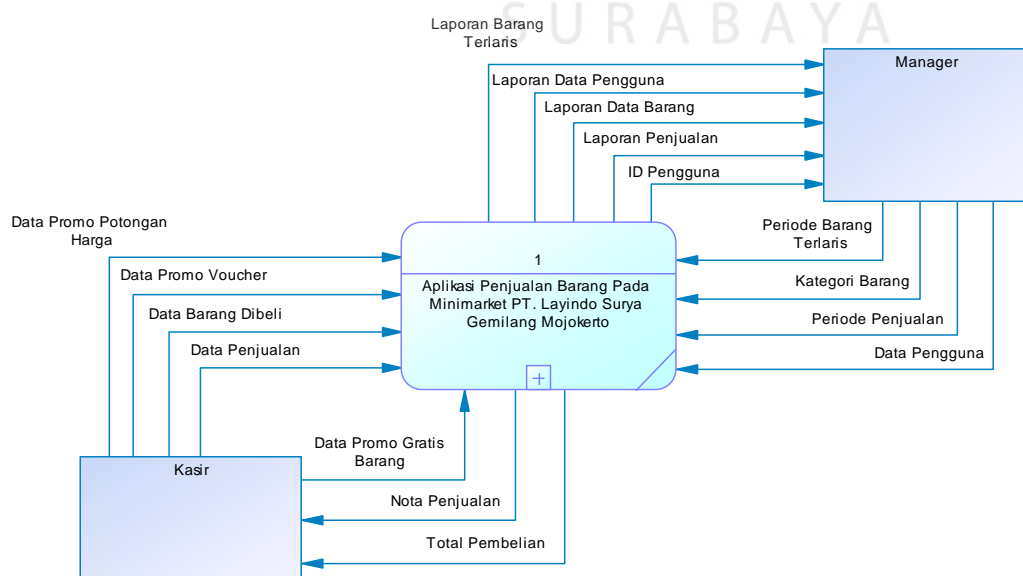 SURABAYA
Laporan Barang
Terlaris
Manager
Laporan Data Pengguna
Laporan Data Barang
Laporan Penjualan
ID Pengguna
Data Promo Potongan
Harga
Periode Barang
Terlaris
1
Data Promo Voucher
Kategori Barang
Aplikasi Penjualan Barang Pada
Minimarket PT. Layindo Surya
Gemilang Mojokerto
Data Barang Dibeli
Periode Penjualan
Data Penjualan
Data Pengguna
Data Promo Gratis
Barang
Kasir
Nota Penjualan
Total Pembelian